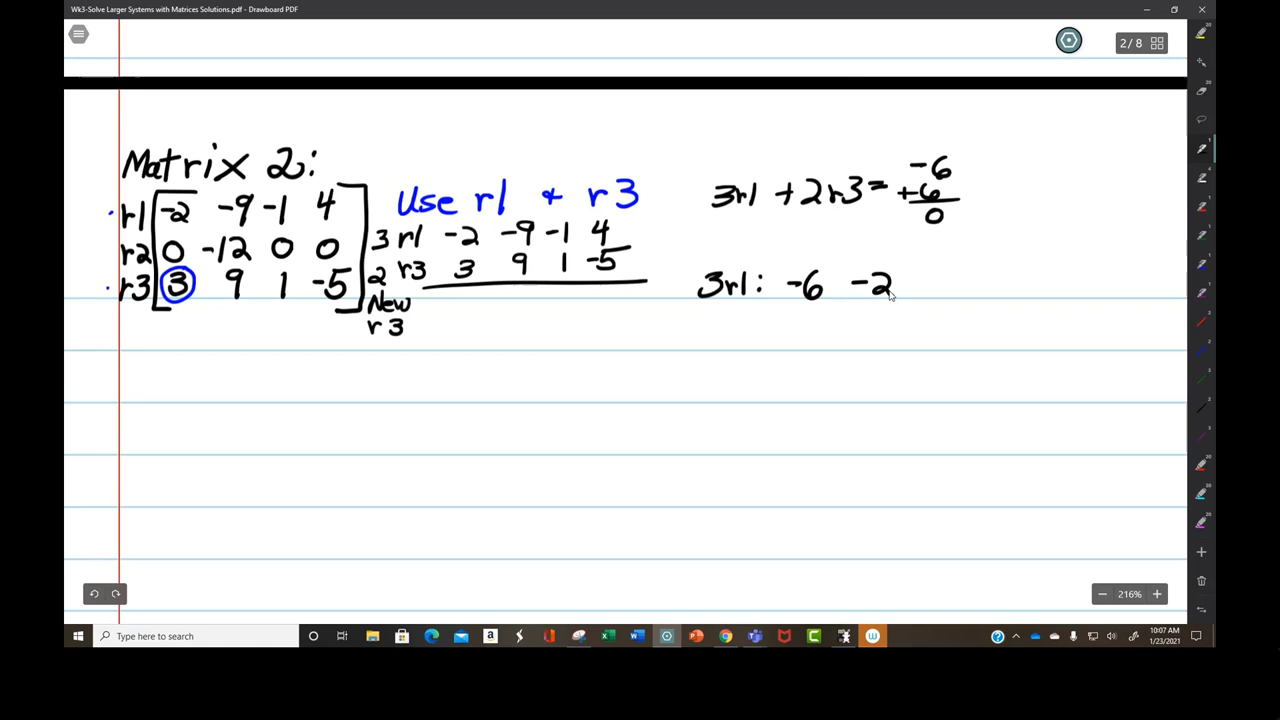 Wk3-Solve Larger Systems with Matrices Solutions.pdf - Drawboard PDF
2 / 8
Matrix 2:
r1 -2 -9 -1 4
r2 0 -12 0 0
r3 3 9 1 -5
Use r1 + r3
3 r1 -2 -9 -1 4
2 r3 3 9 1 -5
New
r 3
3r1 + 2r3 = -6
+6
0
3r1: -6 -2
216%
Type here to search
10:07 AM
1/23/2021